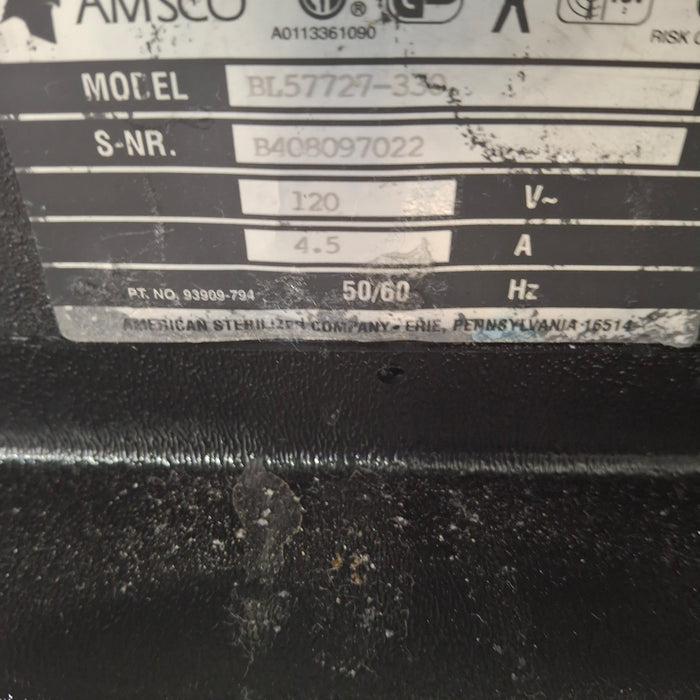 AMSCO
A0113361090
RISK
MODEL BL57727-330
S-NR. B408097022
120 V~
4.5 A
PT. NO. 93909-794 50/60 Hz
AMERICAN STERILIZER COMPANY - ERIE, PENNSYLVANIA 16514